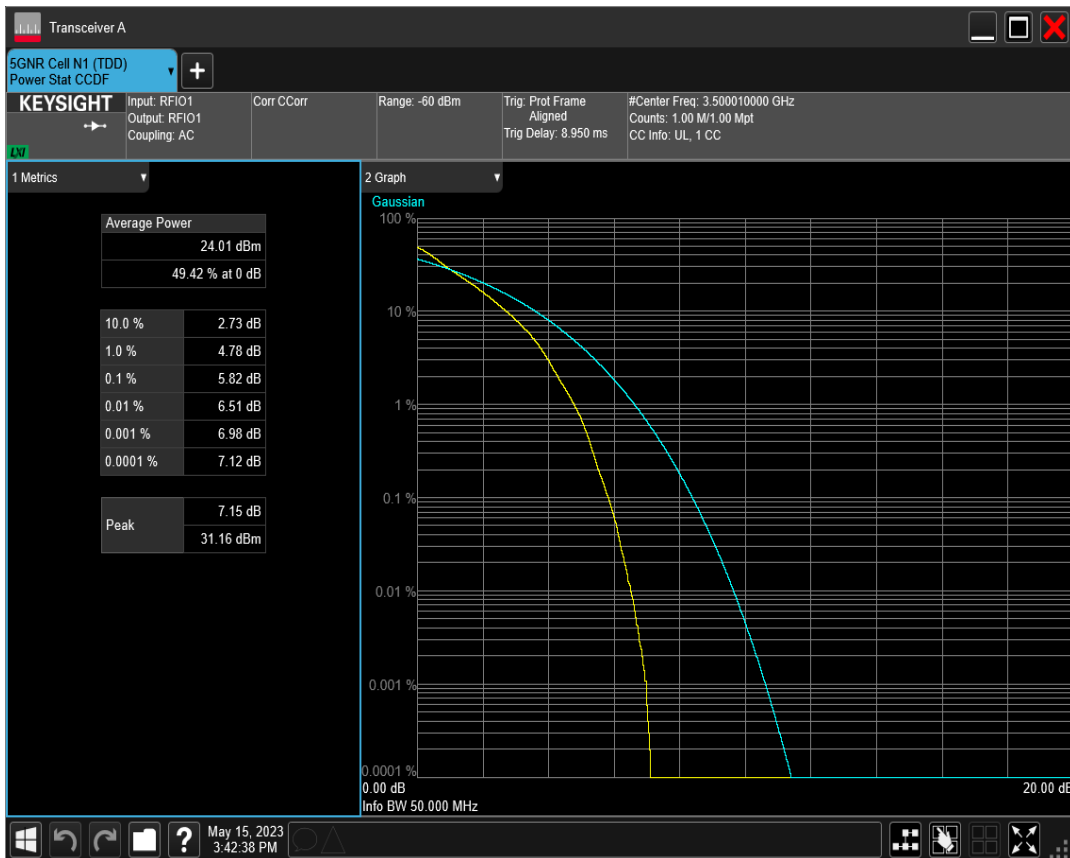 Transceiver A
5GNR Cell N1 (TDD)
Power Stat CCDF
KEYSIGHT
LXI
Input: RFIO1
Output: RFIO1
Coupling: AC
Corr CCorr
Range: -60 dBm
Trig: Prot Frame
Aligned
Trig Delay: 8.950 ms
#Center Freq: 3.500010000 GHz
Counts: 1.00 M/1.00 Mpt
CC Info: UL, 1 CC
1 Metrics
Average Power
24.01 dBm
49.42 % at 0 dB
10.0 % 2.73 dB
1.0 % 4.78 dB
0.1 % 5.82 dB
0.01 % 6.51 dB
0.001 % 6.98 dB
0.0001 % 7.12 dB
Peak
7.15 dB
31.16 dBm
2 Graph
Gaussian
100 %
10 %
1 %
0.1 %
0.01 %
0.001 %
0.0001 %
0.00 dB 20.00 dB
Info BW 50.000 MHz
?
May 15, 2023
3:42:38 PM